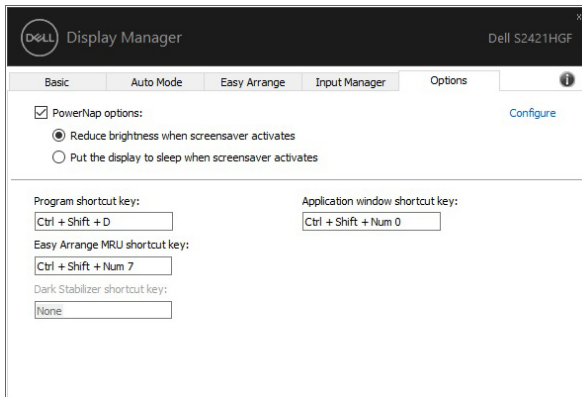 DELL Display Manager
Dell S2421HGF
Basic Auto Mode Easy Arrange Input Manager Options
PowerNap options: Configure
Reduce brightness when screensaver activates
Put the display to sleep when screensaver activates
Program shortcut key: Application window shortcut key:
Ctrl + Shift + D Ctrl + Shift + Num 0
Easy Arrange MRU shortcut key:
Ctrl + Shift + Num 7
Dark Stabilizer shortcut key:
None